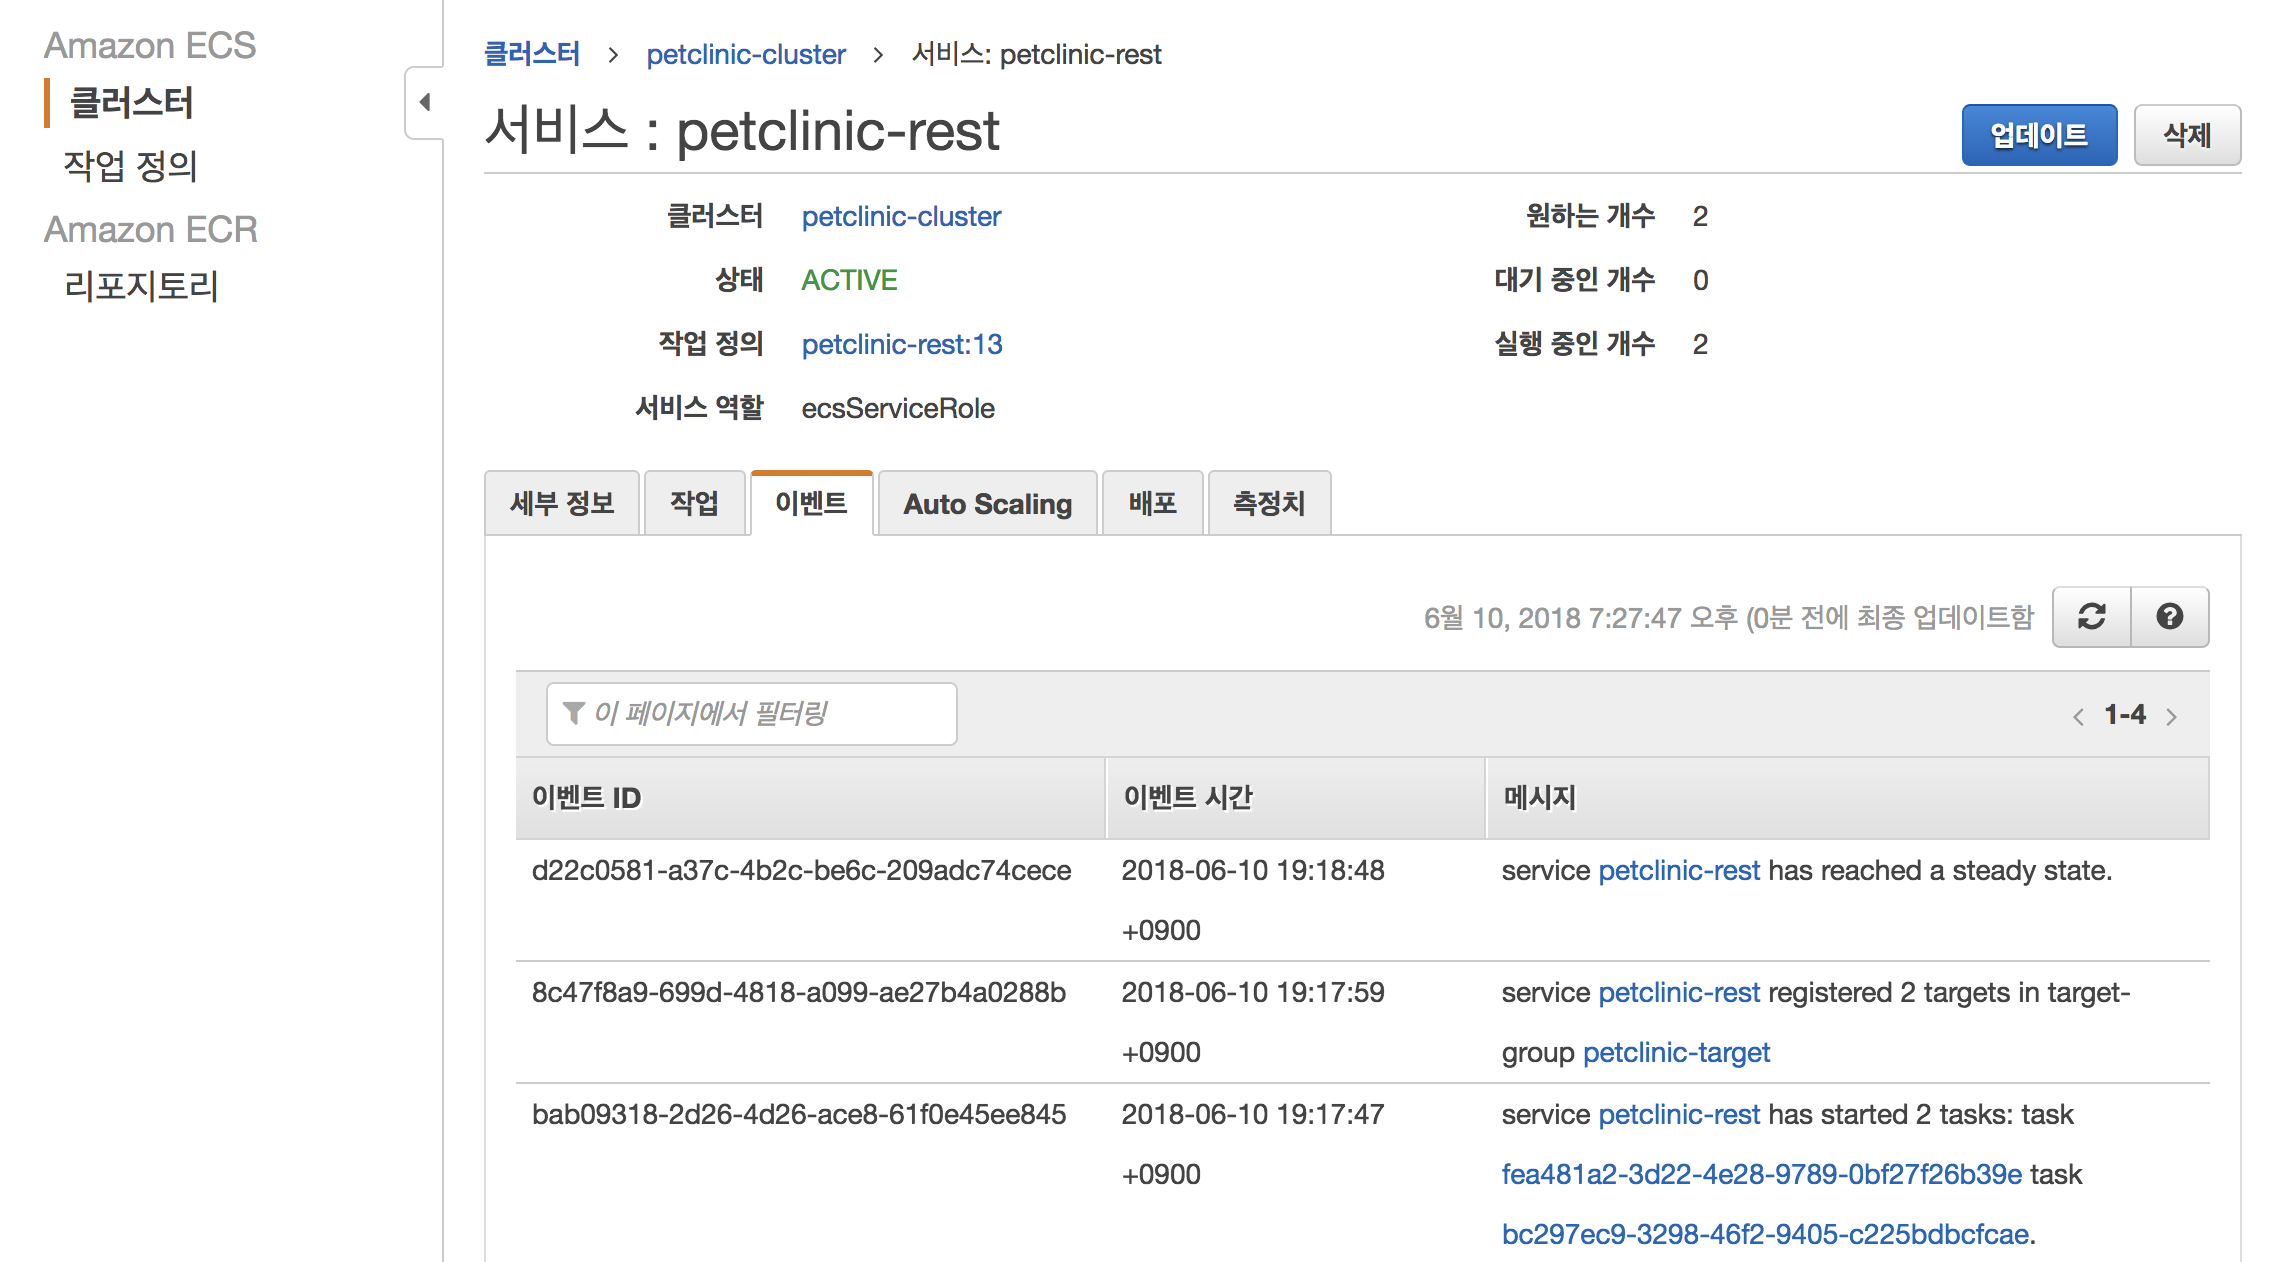 Amazon ECS
클러스터
작업 정의
Amazon ECR
리포지토리
클러스터 > petclinic-cluster > 서비스: petclinic-rest
서비스 : petclinic-rest
업데이트 삭제
클러스터 petclinic-cluster 원하는 개수 2
상태 ACTIVE 대기 중인 개수 0
작업 정의 petclinic-rest:13 실행 중인 개수 2
서비스 역할 ecsServiceRole
세부 정보 작업 이벤트 Auto Scaling 배포 측정치
6월 10, 2018 7:27:47 오후 (0분 전에 최종 업데이트함
이 페이지에서 필터링 < 1-4 >
이벤트 ID 이벤트 시간 메시지
d22c0581-a37c-4b2c-be6c-209adc74cece 2018-06-10 19:18:48 service petclinic-rest has reached a steady state.
+0900
8c47f8a9-699d-4818-a099-ae27b4a0288b 2018-06-10 19:17:59 service petclinic-rest registered 2 targets in target-
+0900 group petclinic-target
bab09318-2d26-4d26-ace8-61f0e45ee845 2018-06-10 19:17:47 service petclinic-rest has started 2 tasks: task
+0900 fea481a2-3d22-4e28-9789-0bf27f26b39e task
bc297ec9-3298-46f2-9405-c225bdbcfcae.